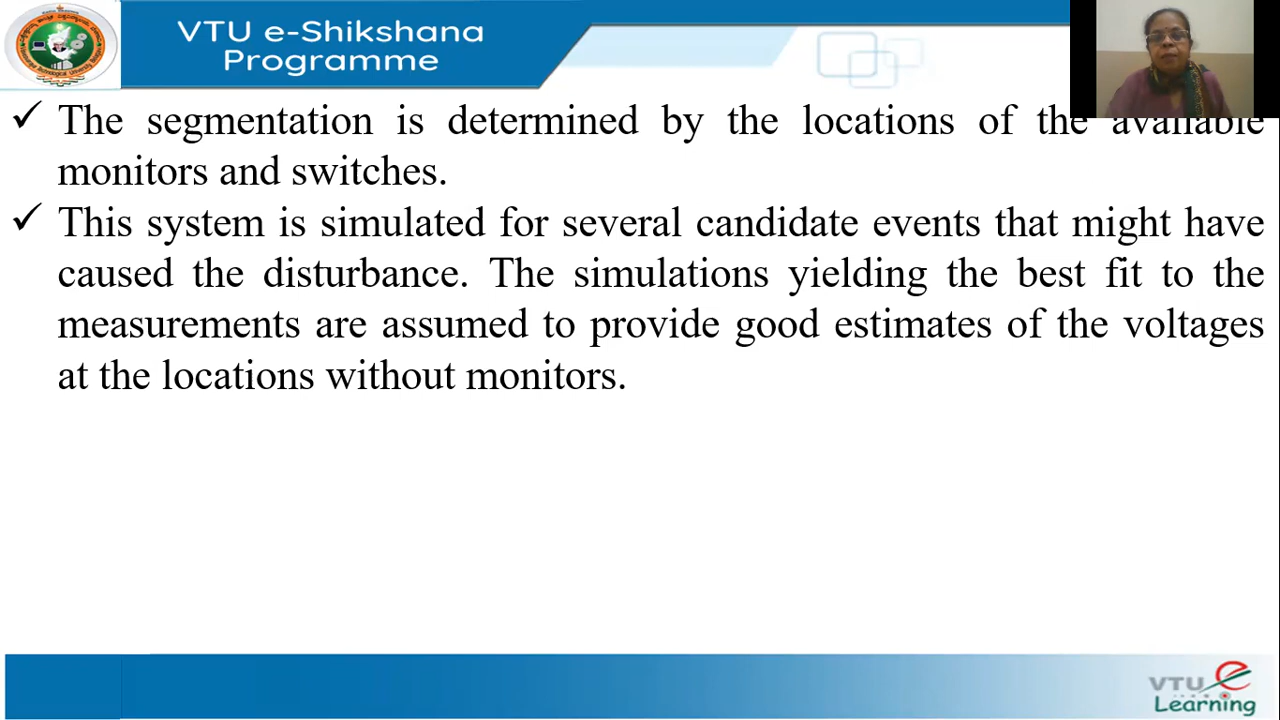 VTU e-Shikshana
Programme
✓ The segmentation is determined by the locations of the available
monitors and switches.
✓ This system is simulated for several candidate events that might have
caused the disturbance. The simulations yielding the best fit to the
measurements are assumed to provide good estimates of the voltages
at the locations without monitors.
VTU e
Learning